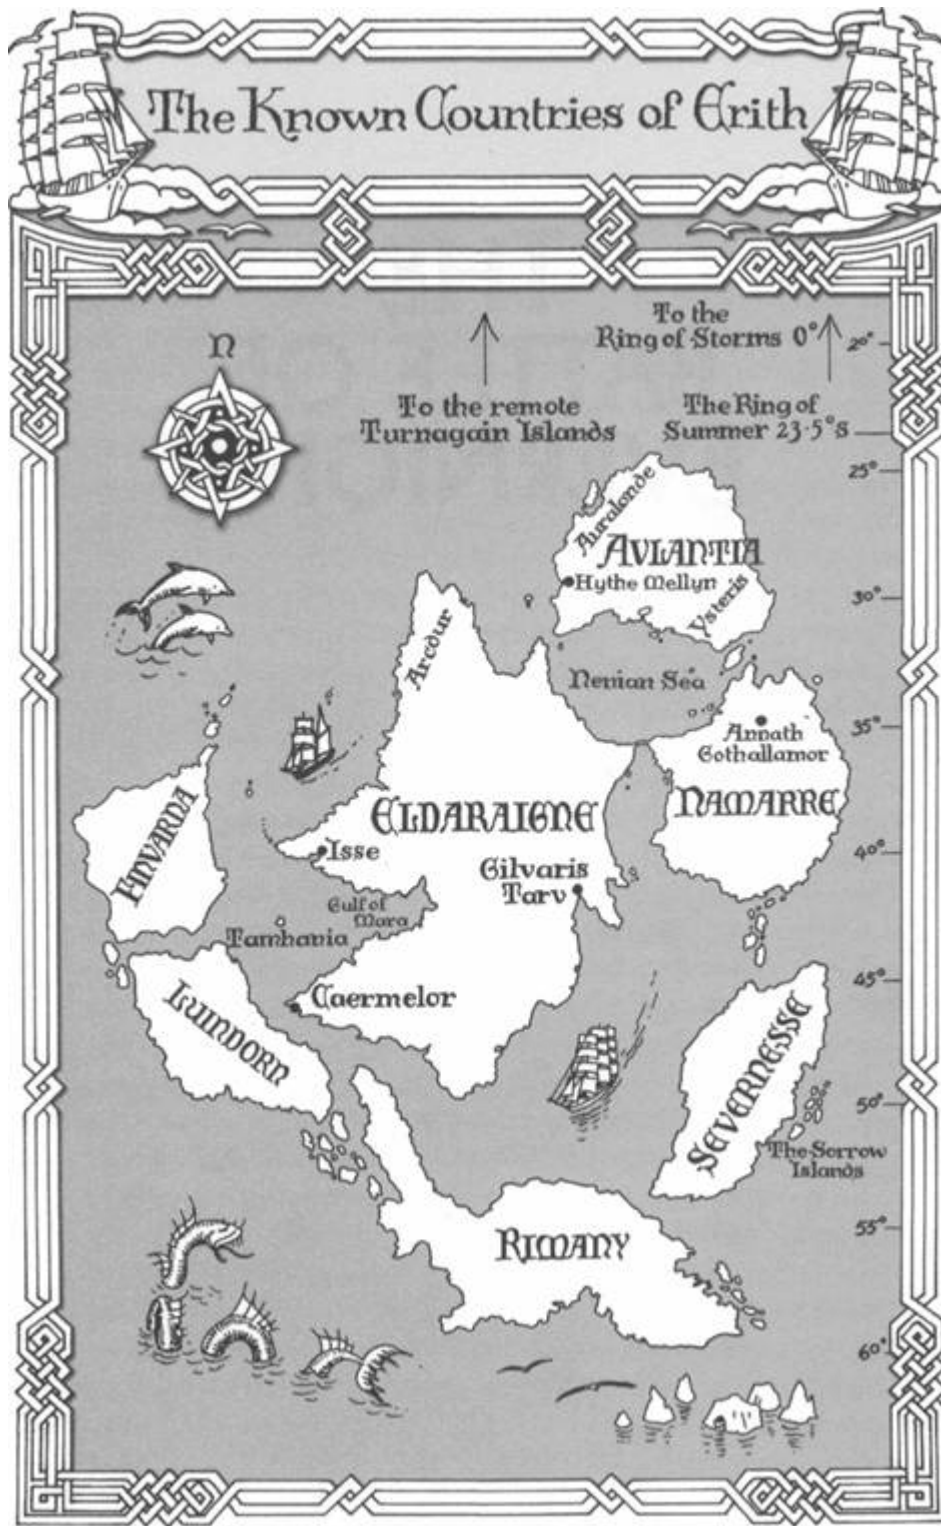 The Known Countries of Erith
N
To the
Ring of Storms 0°
20°
To the remote
Turnagain Islands
The Ring of
Summer 23·5°S
25°
Auralonde
AVLANTIA
Hythe Mellyn
Ysteris
30°
Arcdur
Nenian Sea
35°
Annath
Gothallamor
NAMARRE
ELDARAIGNE
FINVARNA
Isse
40°
Gilvaris
Tarv
Gulf of
Mara
Tamhania
Caermelor
45°
LUINDORN
SEVERNESSE
50°
The Sorrow
Islands
55°
RIMANY
60°